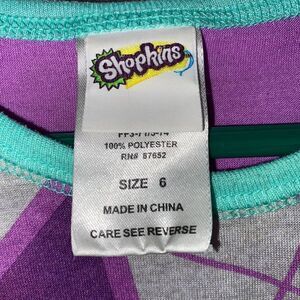 Shopkins
100% POLYESTER
RN# 87652
SIZE 6
MADE IN CHINA
CARE SEE REVERSE